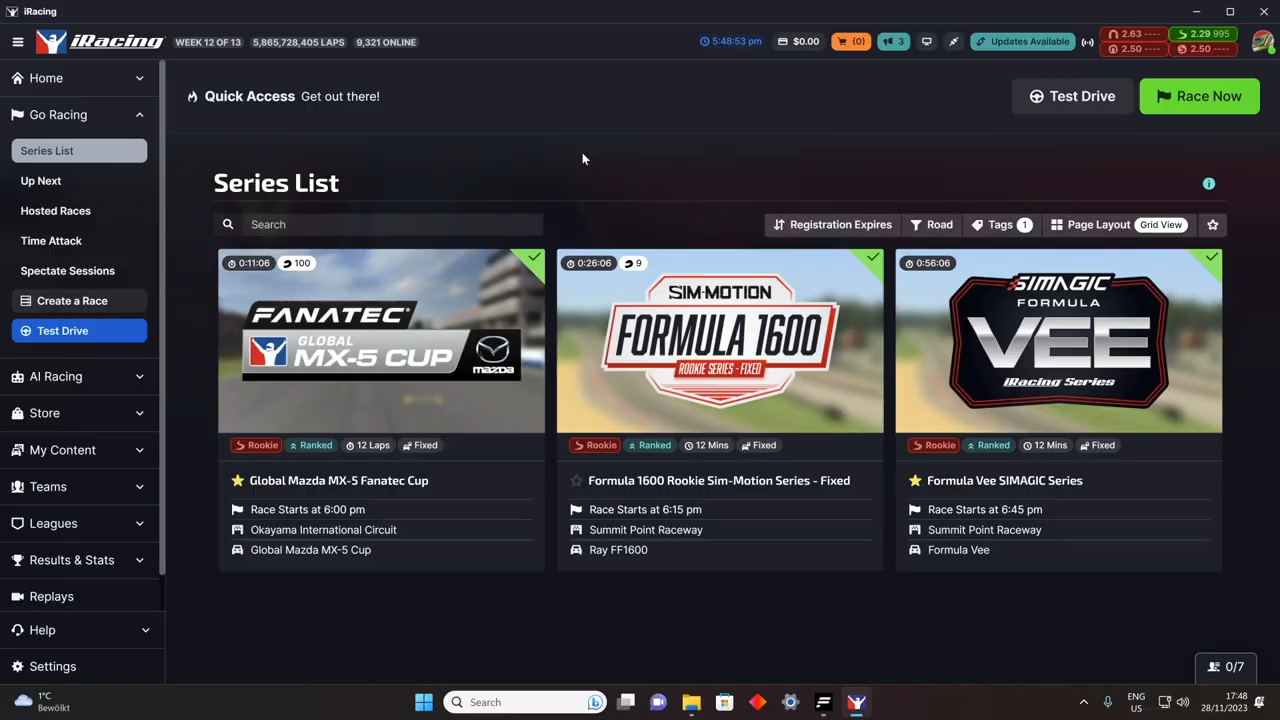 iRacing
iRacing WEEK 12 OF 13 5,865,728,405 LAPS 9,321 ONLINE 5:48:53 pm $0.00 (0) 3 Updates Available 2.63 ---- 2.29 995
2.50 ---- 2.50 ----
Home
Go Racing
Series List
Up Next
Hosted Races
Time Attack
Spectate Sessions
Create a Race
Test Drive
AI Racing
Store
My Content
Teams
Leagues
Results & Stats
Replays
Help
Settings
Quick Access Get out there! Test Drive Race Now
Series List
Search Registration Expires Road Tags 1 Page Layout Grid View
0:11:06 100
FANATEC
GLOBAL
MX-5 CUP
mazda
Rookie Ranked 12 Laps Fixed
Global Mazda MX-5 Fanatec Cup
Race Starts at 6:00 pm
Okayama International Circuit
Global Mazda MX-5 Cup
0:26:06 9
SIM-MOTION
FORMULA 1600
ROOKIE SERIES - FIXED
Rookie Ranked 12 Mins Fixed
Formula 1600 Rookie Sim-Motion Series - Fixed
Race Starts at 6:15 pm
Summit Point Raceway
Ray FF1600
0:56:06
SIMAGIC
FORMULA
VEE
iRacing Series
Rookie Ranked 12 Mins Fixed
Formula Vee SIMAGIC Series
Race Starts at 6:45 pm
Summit Point Raceway
Formula Vee
0/7
1°C
Bewölkt
Search
ENG
US
17:48
28/11/2023